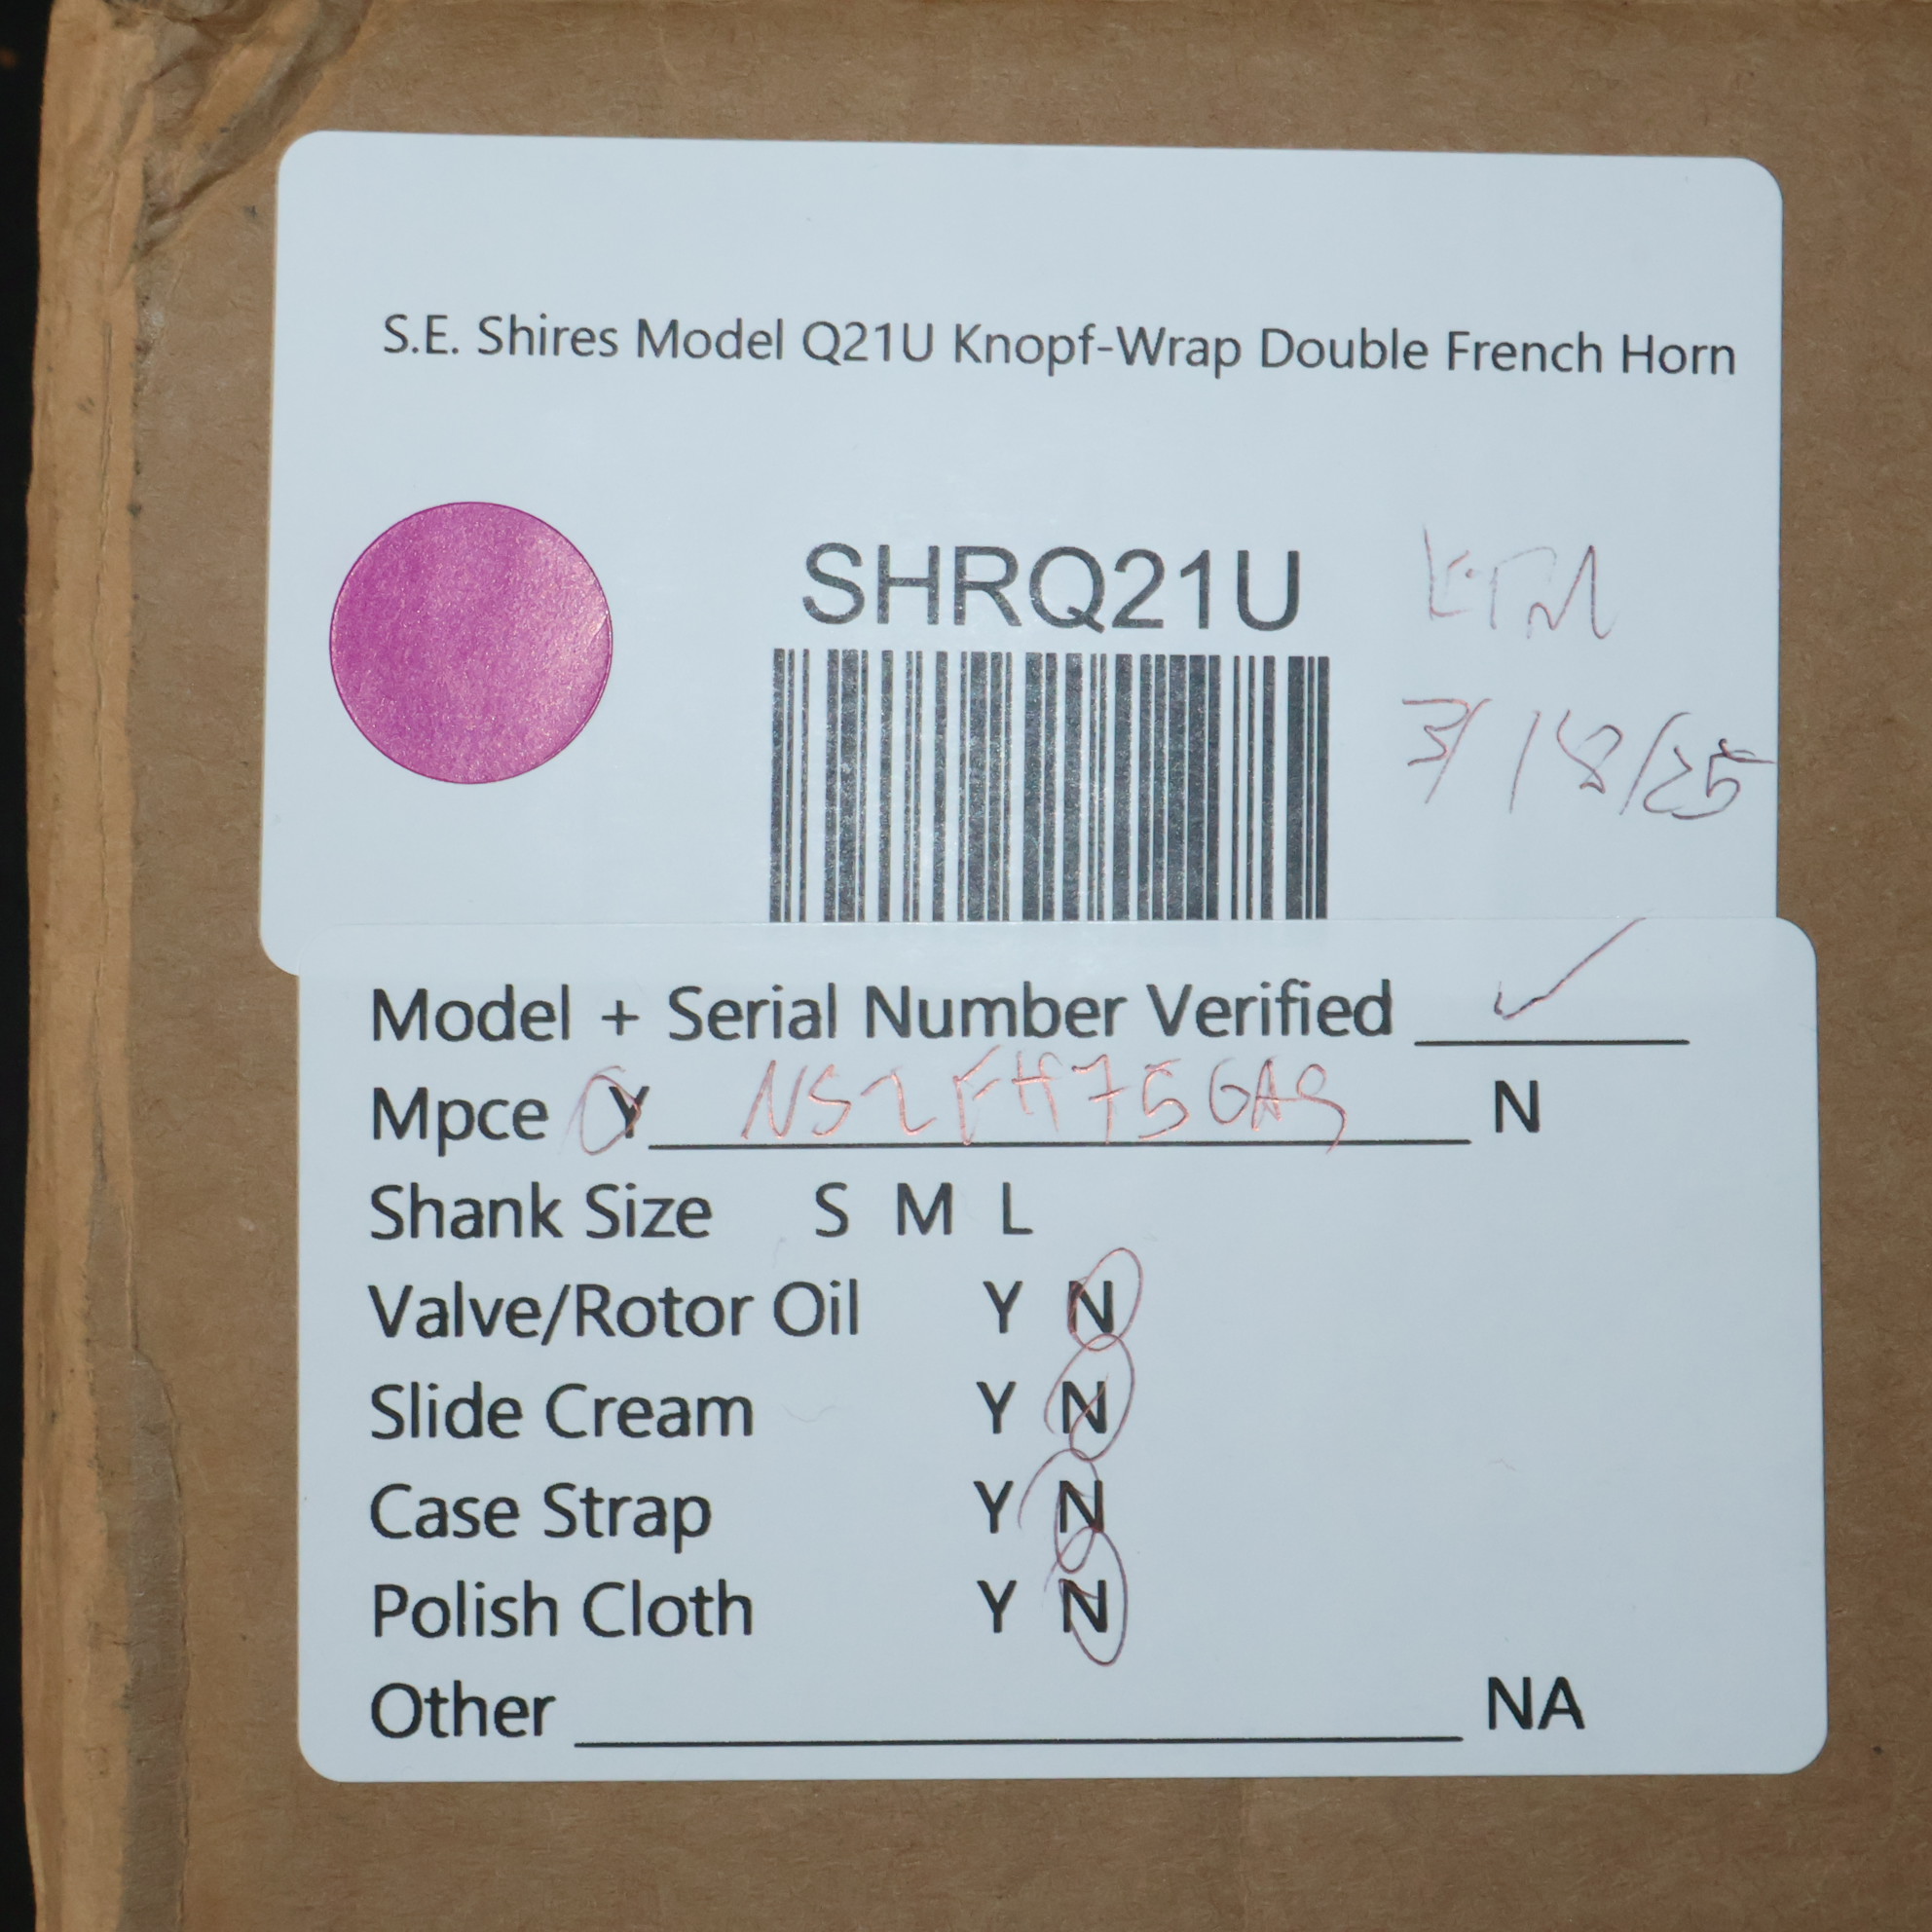 S.E. Shires Model Q21U Knopf-Wrap Double French Horn
SHRQ21U
KTM
3/18/25
Model + Serial Number Verified ✓
Mpce Y N
Shank Size S M L
Valve/Rotor Oil Y N
Slide Cream Y N
Case Strap Y N
Polish Cloth Y N
Other NA